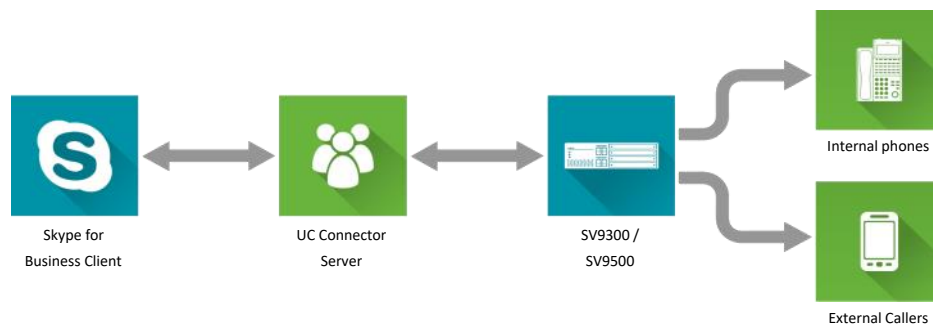 S
Skype for
Business Client
UC Connector
Server
SV9300 /
SV9500
Internal phones
External Callers